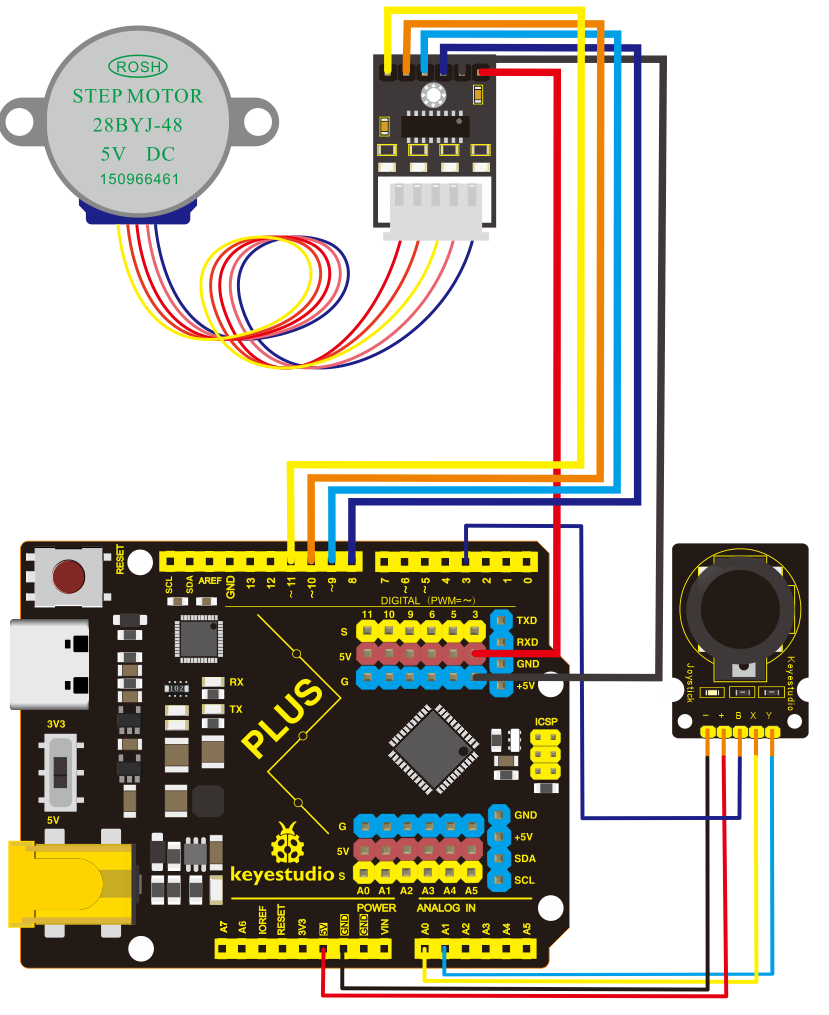 ROSH
STEP MOTOR
28BYJ-48
5V DC
150966461
RESET
SCL
SDA
AREF
GND
13
12
~11
~10
~9
8
7
~6
~5
4
3
2
1
0
DIGITAL (PWM=~)
11 10 9 6 5 3
S
5V
G
TXD
RXD
GND
+5V
RX
TX
102
PLUS
3V3
5V
ICSP
G
5V
S
A0 A1 A2 A3 A4 A5
GND
+5V
SDA
SCL
keyestudio
POWER
ANALOG IN
A7
A6
IOREF
RESET
3V3
5V
GND
GND
VIN
A0
A1
A2
A3
A4
A5
Joystick
Keyestudio
− + B X Y